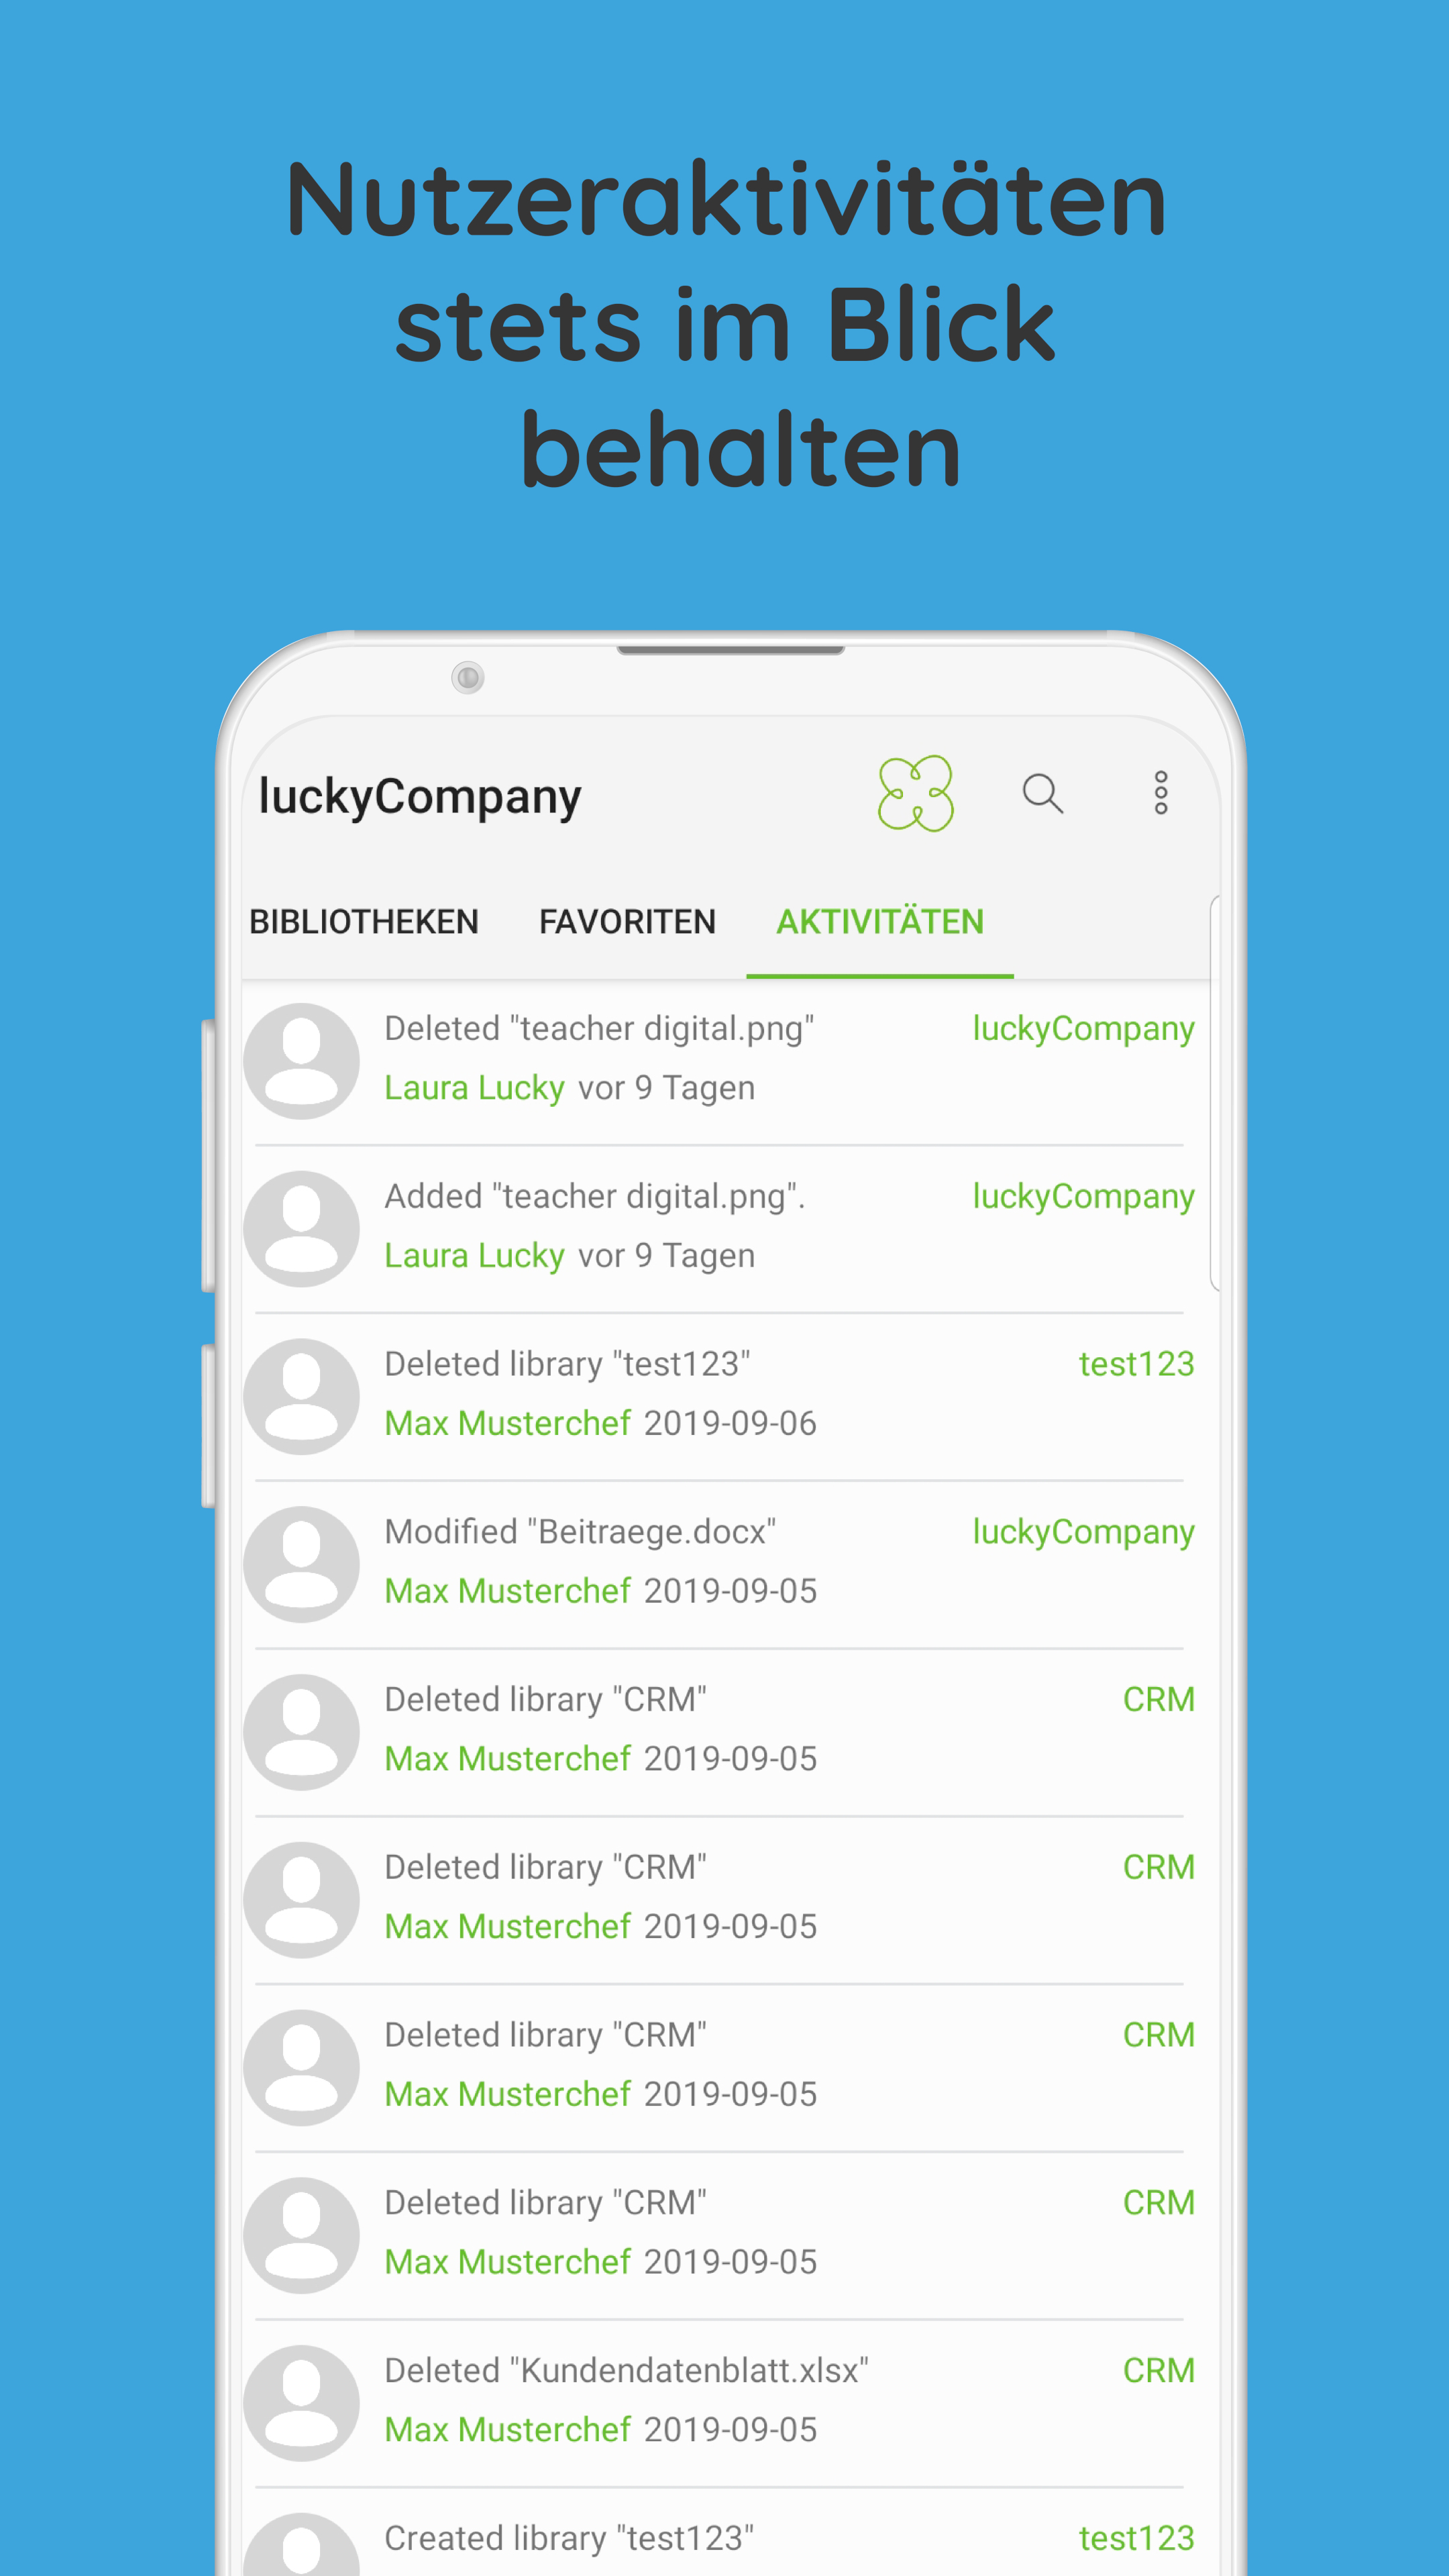 Nutzeraktivitäten
stets im Blick
behalten
luckyCompany
BIBLIOTHEKEN FAVORITEN AKTIVITÄTEN
Deleted "teacher digital.png" luckyCompany
Laura Lucky vor 9 Tagen
Added "teacher digital.png". luckyCompany
Laura Lucky vor 9 Tagen
Deleted library "test123" test123
Max Musterchef 2019-09-06
Modified "Beitraege.docx" luckyCompany
Max Musterchef 2019-09-05
Deleted library "CRM" CRM
Max Musterchef 2019-09-05
Deleted library "CRM" CRM
Max Musterchef 2019-09-05
Deleted library "CRM" CRM
Max Musterchef 2019-09-05
Deleted library "CRM" CRM
Max Musterchef 2019-09-05
Deleted "Kundendatenblatt.xlsx" CRM
Max Musterchef 2019-09-05
Created library "test123" test123